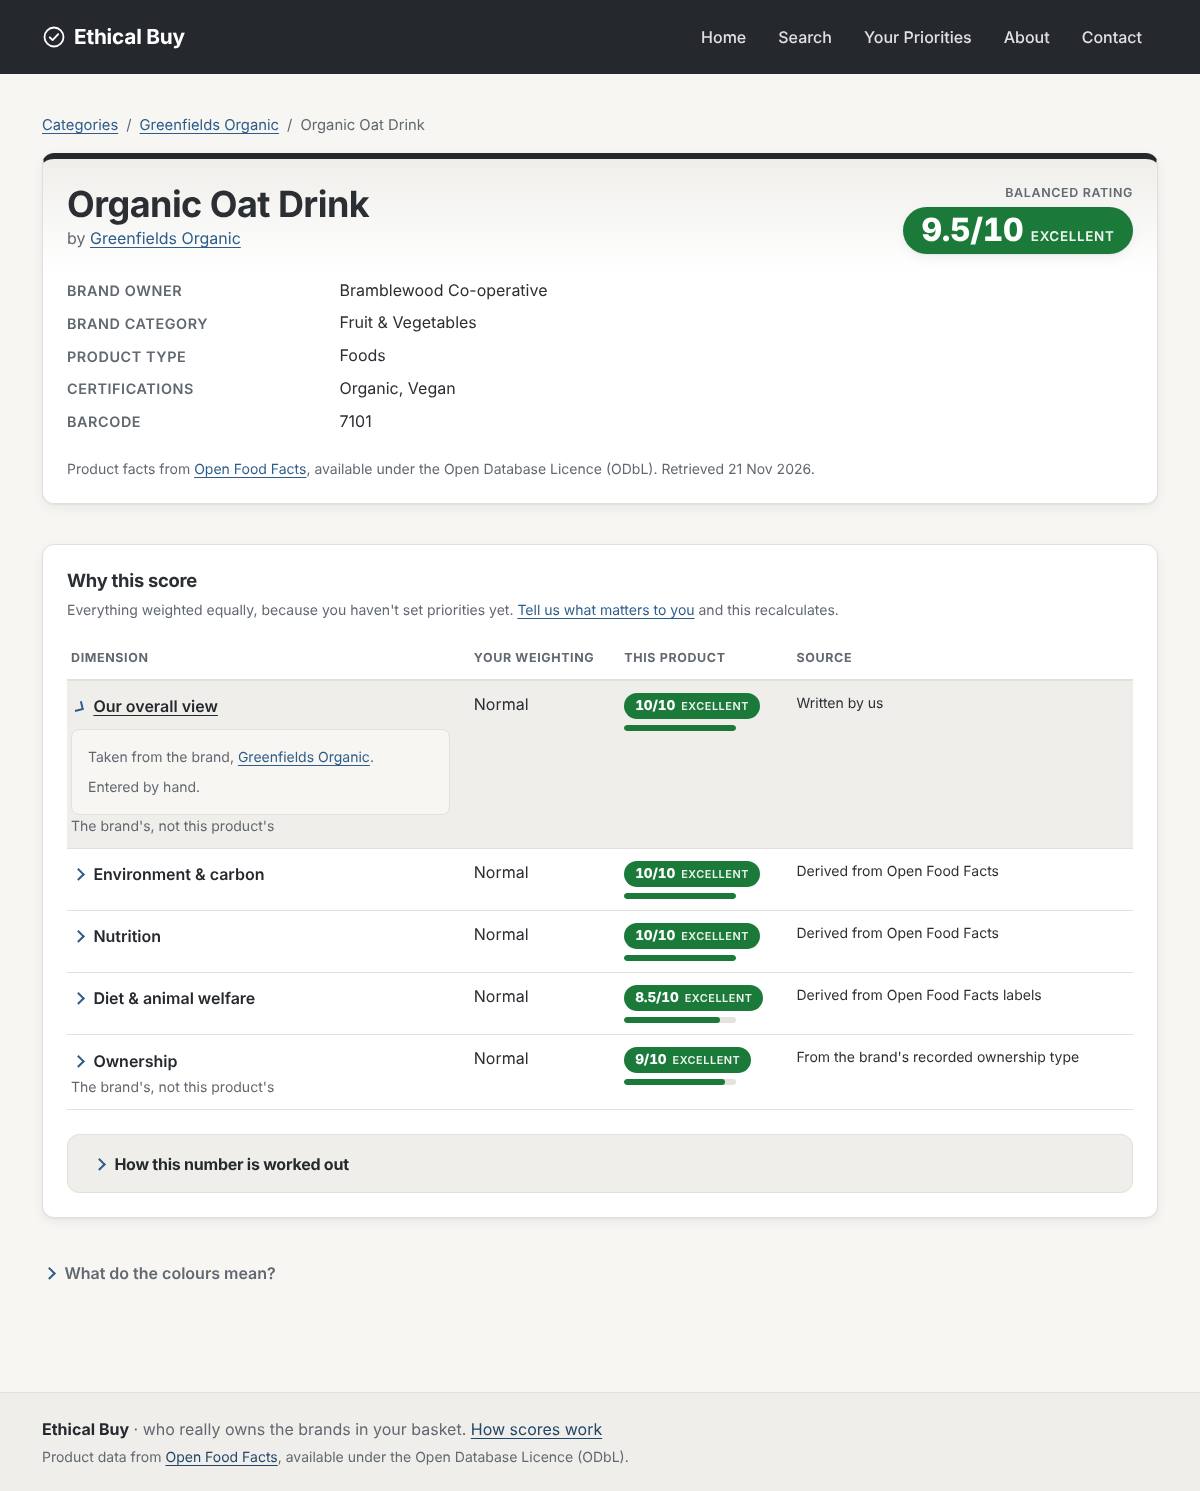 Ethical Buy
Home Search Your Priorities About Contact
Categories / Greenfields Organic / Organic Oat Drink
Organic Oat Drink
by Greenfields Organic
BALANCED RATING
9.5/10 EXCELLENT
BRAND OWNER Bramblewood Co-operative
BRAND CATEGORY Fruit & Vegetables
PRODUCT TYPE Foods
CERTIFICATIONS Organic, Vegan
BARCODE 7101
Product facts from Open Food Facts, available under the Open Database Licence (ODbL). Retrieved 21 Nov 2026.
Why this score
Everything weighted equally, because you haven't set priorities yet. Tell us what matters to you and this recalculates.
DIMENSION YOUR WEIGHTING THIS PRODUCT SOURCE
Our overall view Normal 10/10 EXCELLENT Written by us
Taken from the brand, Greenfields Organic.
Entered by hand.
The brand's, not this product's
Environment & carbon Normal 10/10 EXCELLENT Derived from Open Food Facts
Nutrition Normal 10/10 EXCELLENT Derived from Open Food Facts
Diet & animal welfare Normal 8.5/10 EXCELLENT Derived from Open Food Facts labels
Ownership Normal 9/10 EXCELLENT From the brand's recorded ownership type
The brand's, not this product's
How this number is worked out
What do the colours mean?
Ethical Buy · who really owns the brands in your basket. How scores work
Product data from Open Food Facts, available under the Open Database Licence (ODbL).